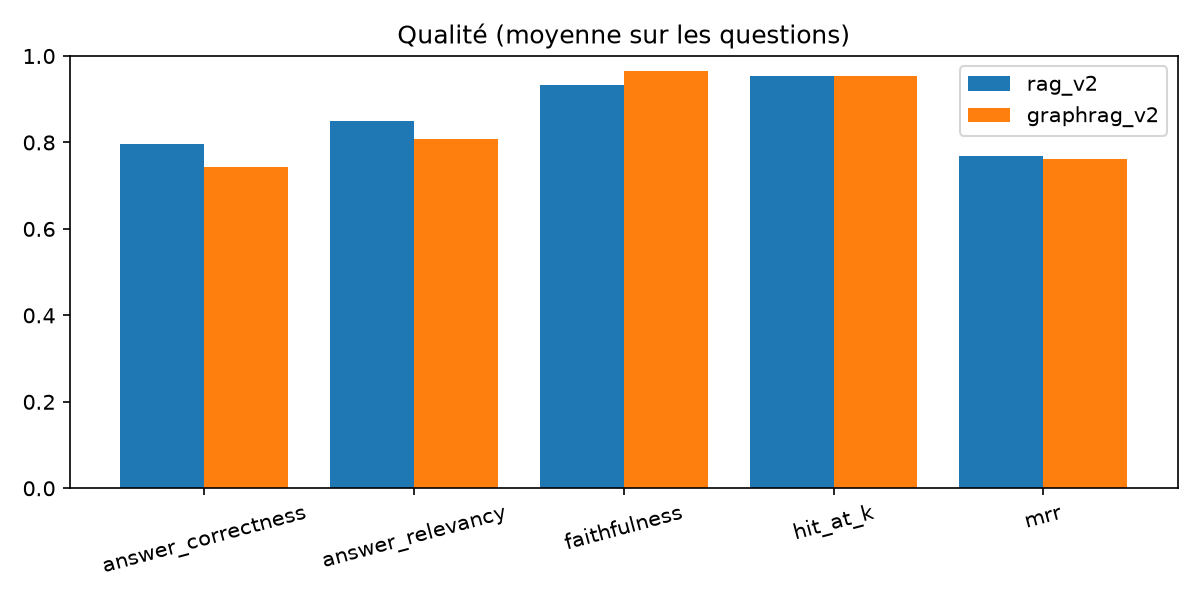 Qualité (moyenne sur les questions)
1.0
0.8
0.6
0.4
0.2
0.0
rag_v2
graphrag_v2
answer_correctness
answer_relevancy
faithfulness
hit_at_k
mrr